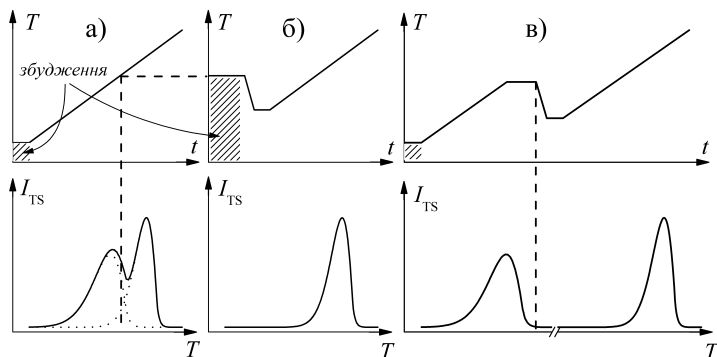 T а) T б) T в)
збудження
t t t
I_TS I_TS I_TS
T T T